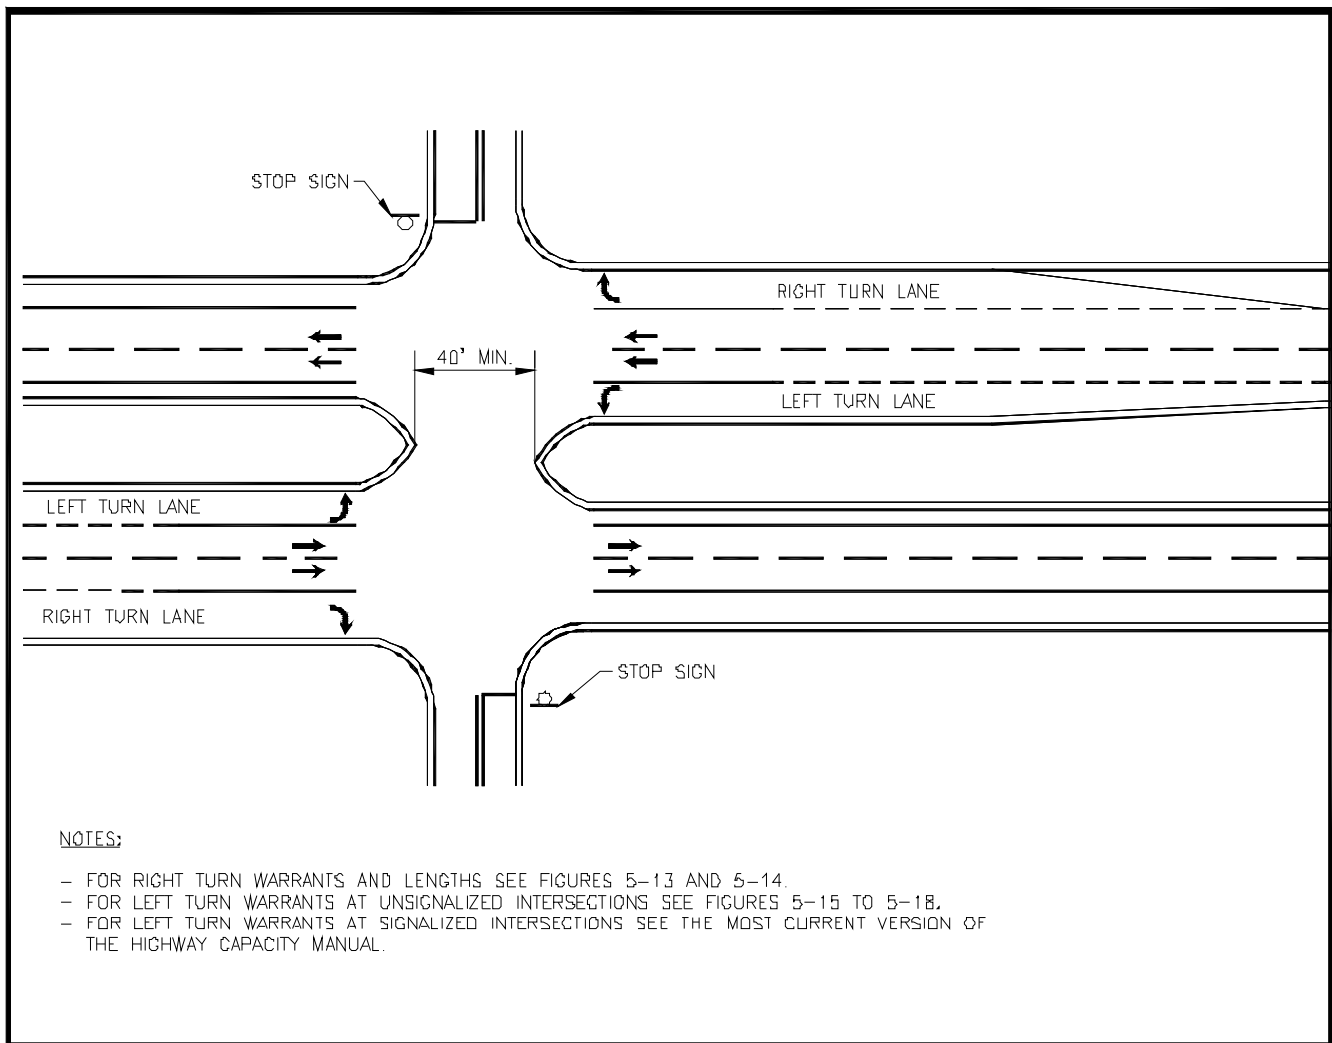 STOP SIGN
RIGHT TURN LANE
40' MIN.
LEFT TURN LANE
LEFT TURN LANE
RIGHT TURN LANE
STOP SIGN
NOTES:
- FOR RIGHT TURN WARRANTS AND LENGTHS SEE FIGURES 5-13 AND 5-14.
- FOR LEFT TURN WARRANTS AT UNSIGNALIZED INTERSECTIONS SEE FIGURES 5-15 TO 5-18.
- FOR LEFT TURN WARRANTS AT SIGNALIZED INTERSECTIONS SEE THE MOST CURRENT VERSION OF
THE HIGHWAY CAPACITY MANUAL.